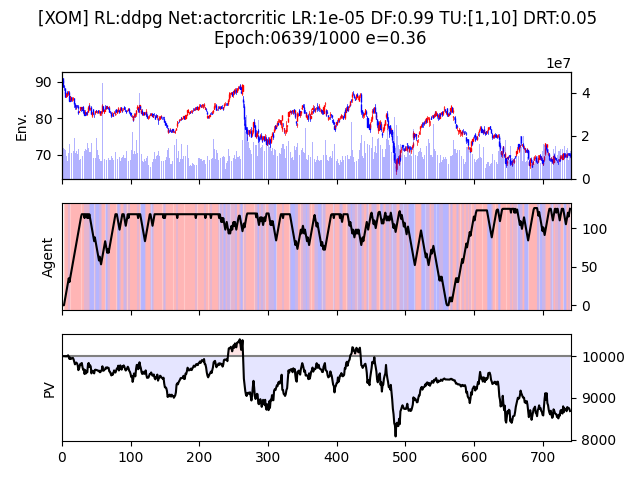 [XOM] RL:ddpg Net:actorcritic LR:1e-05 DF:0.99 TU:[1,10] DRT:0.05
Epoch:0639/1000 e=0.36
1e7
90
80
70
Env.
4
2
0
Agent
100
50
0
PV
10000
9000
8000
0 100 200 300 400 500 600 700